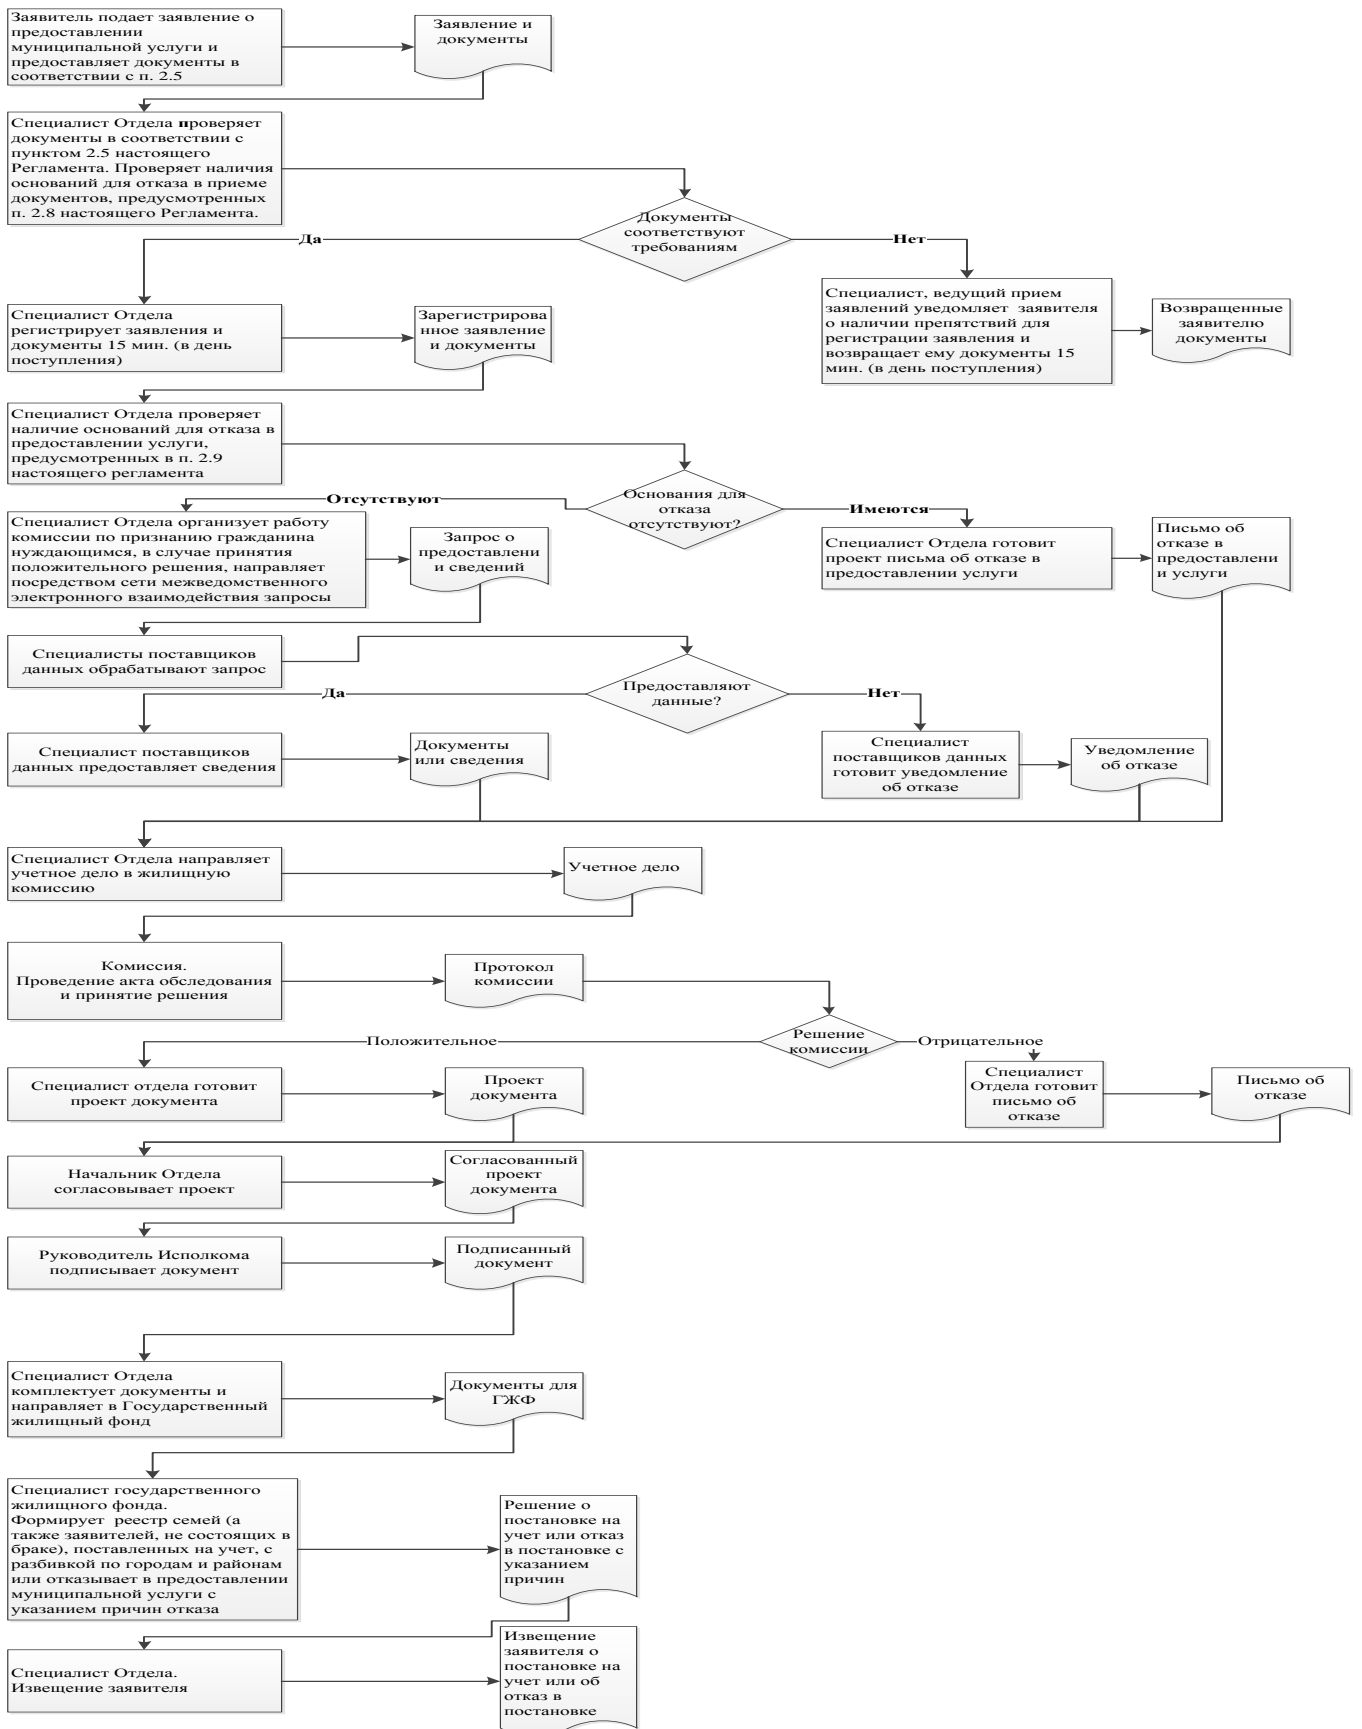 Заявитель подает заявление о
предоставлении
муниципальной услуги и
предоставляет документы в
соответствии с п. 2.5
Заявление и
документы
Специалист Отдела проверяет
документы в соответствии с
пунктом 2.5 настоящего
Регламента. Проверяет наличия
оснований для отказа в приеме
документов, предусмотренных
п. 2.8 настоящего Регламента.
Документы
соответствуют
требованиям
Да
Нет
Специалист Отдела
регистрирует заявления и
документы 15 мин. (в день
поступления)
Зарегистрирова
нное заявление
и документы
Специалист, ведущий прием
заявлений уведомляет заявителя
о наличии препятствий для
регистрации заявления и
возвращает ему документы 15
мин. (в день поступления)
Возвращенные
заявителю
документы
Специалист Отдела проверяет
наличие оснований для отказа в
предоставлении услуги,
предусмотренных в п. 2.9
настоящего регламента
Основания для
отказа
отсутствуют?
Отсутствуют
Имеются
Специалист Отдела организует работу
комиссии по признанию гражданина
нуждающимся, в случае принятия
положительного решения, направляет
посредством сети межведомственного
электронного взаимодействия запросы
Запрос о
предоставлени
и сведений
Специалист Отдела готовит
проект письма об отказе в
предоставлении услуги
Письмо об
отказе в
предоставлени
и услуги
Специалисты поставщиков
данных обрабатывают запрос
Предоставляют
данные?
Да
Нет
Специалист поставщиков
данных предоставляет сведения
Документы
или сведения
Специалист
поставщиков данных
готовит уведомление
об отказе
Уведомление
об отказе
Специалист Отдела направляет
учетное дело в жилищную
комиссию
Учетное дело
Комиссия.
Проведение акта обследования
и принятие решения
Протокол
комиссии
Решение
комиссии
Положительное
Отрицательное
Специалист отдела готовит
проект документа
Проект
документа
Специалист
Отдела готовит
письмо об
отказе
Письмо об
отказе
Начальник Отдела
согласовывает проект
Согласованный
проект
документа
Руководитель Исполкома
подписывает документ
Подписанный
документ
Специалист Отдела
комплектует документы и
направляет в Государственный
жилищный фонд
Документы для
ГЖФ
Специалист государственного
жилищного фонда.
Формирует реестр семей (а
также заявителей, не состоящих в
браке), поставленных на учет, с
разбивкой по городам и районам
или отказывает в предоставлении
муниципальной услуги с
указанием причин отказа
Решение о
постановке на
учет или отказ
в постановке с
указанием
причин
Специалист Отдела.
Извещение заявителя
Извещение
заявителя о
постановке на
учет или об
отказ в
постановке